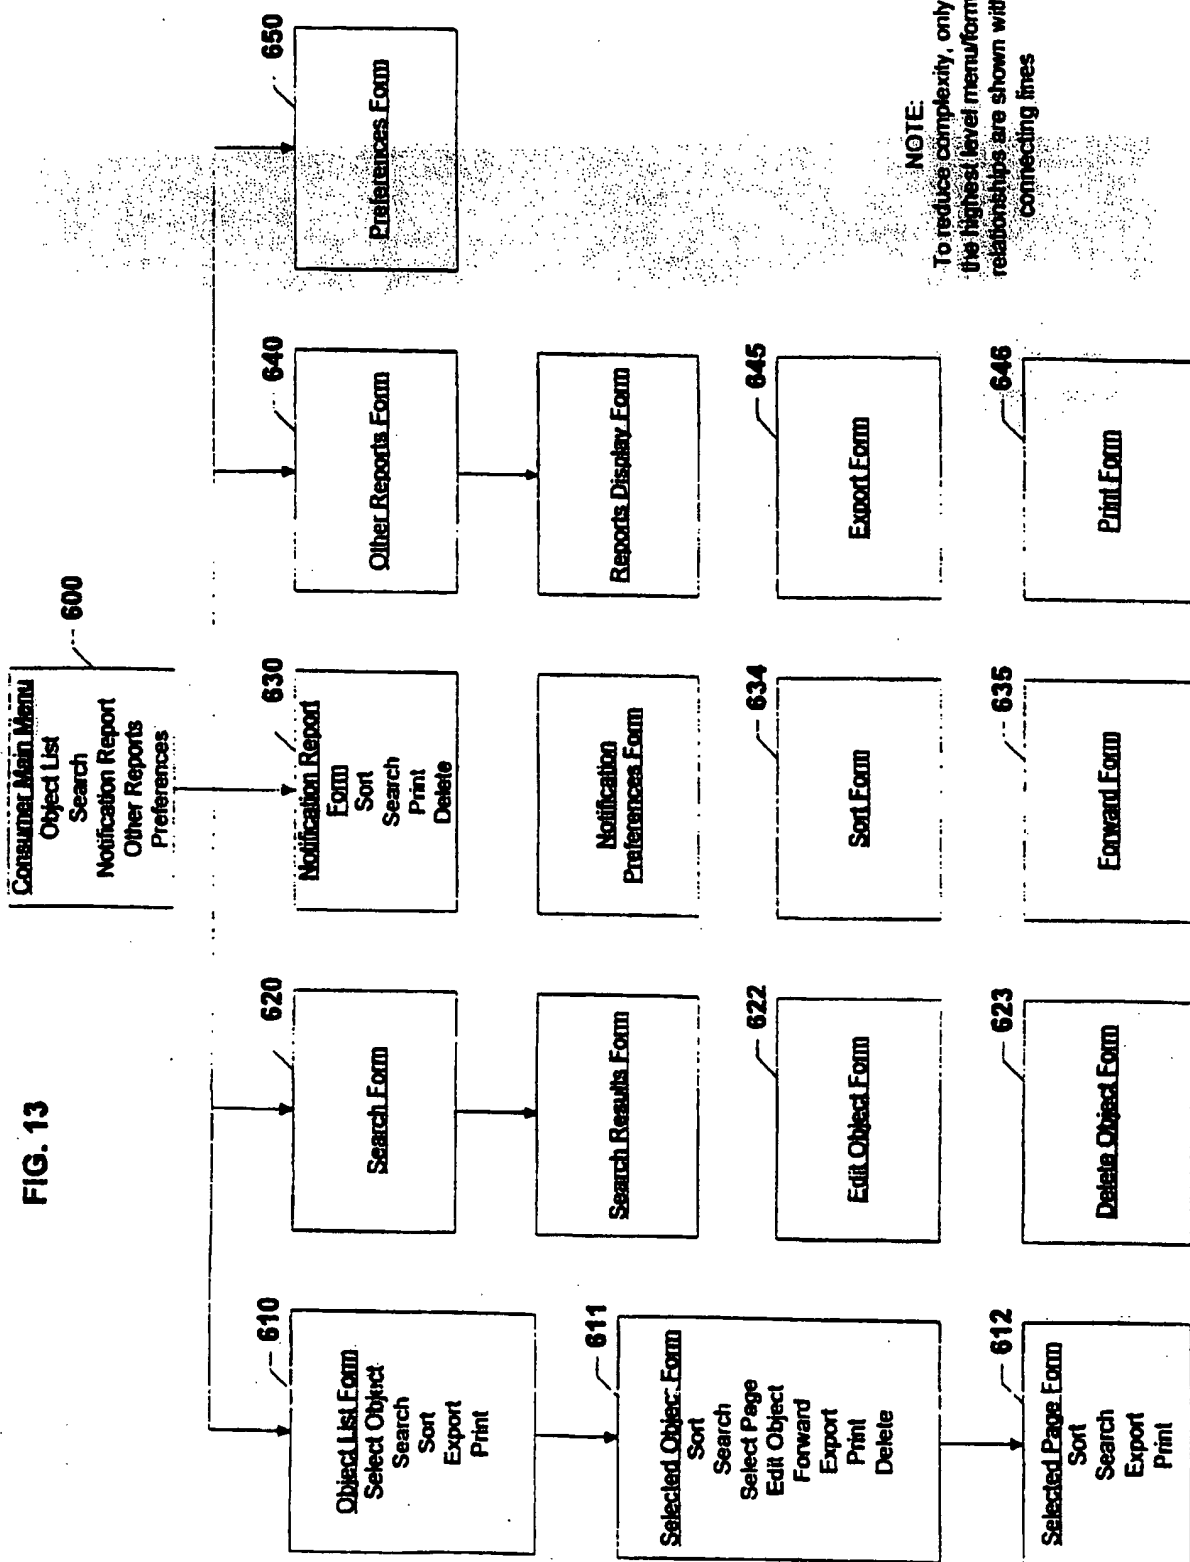 FIG. 13
600
Consumer Main Menu
Object List
Search
Notification Report
Other Reports
Preferences
610
Object List Form
Select Object
Search
Sort
Export
Print
620
Search Form
630
Notification Report
Form
Sort
Search
Print
Delete
640
Other Reports Form
650
Preferences Form
611
Selected Object Form
Sort
Search
Select Page
Edit Object
Forward
Export
Print
Delete
Search Results Form
Notification
Preferences Form
Reports Display Form
622
Edit Object Form
634
Sort Form
645
Export Form
612
Selected Page Form
Sort
Search
Export
Print
623
Delete Object Form
635
Forward Form
646
Print Form
NOTE:
To reduce complexity, only
the highest level menu/form
relationships are shown with
connecting lines